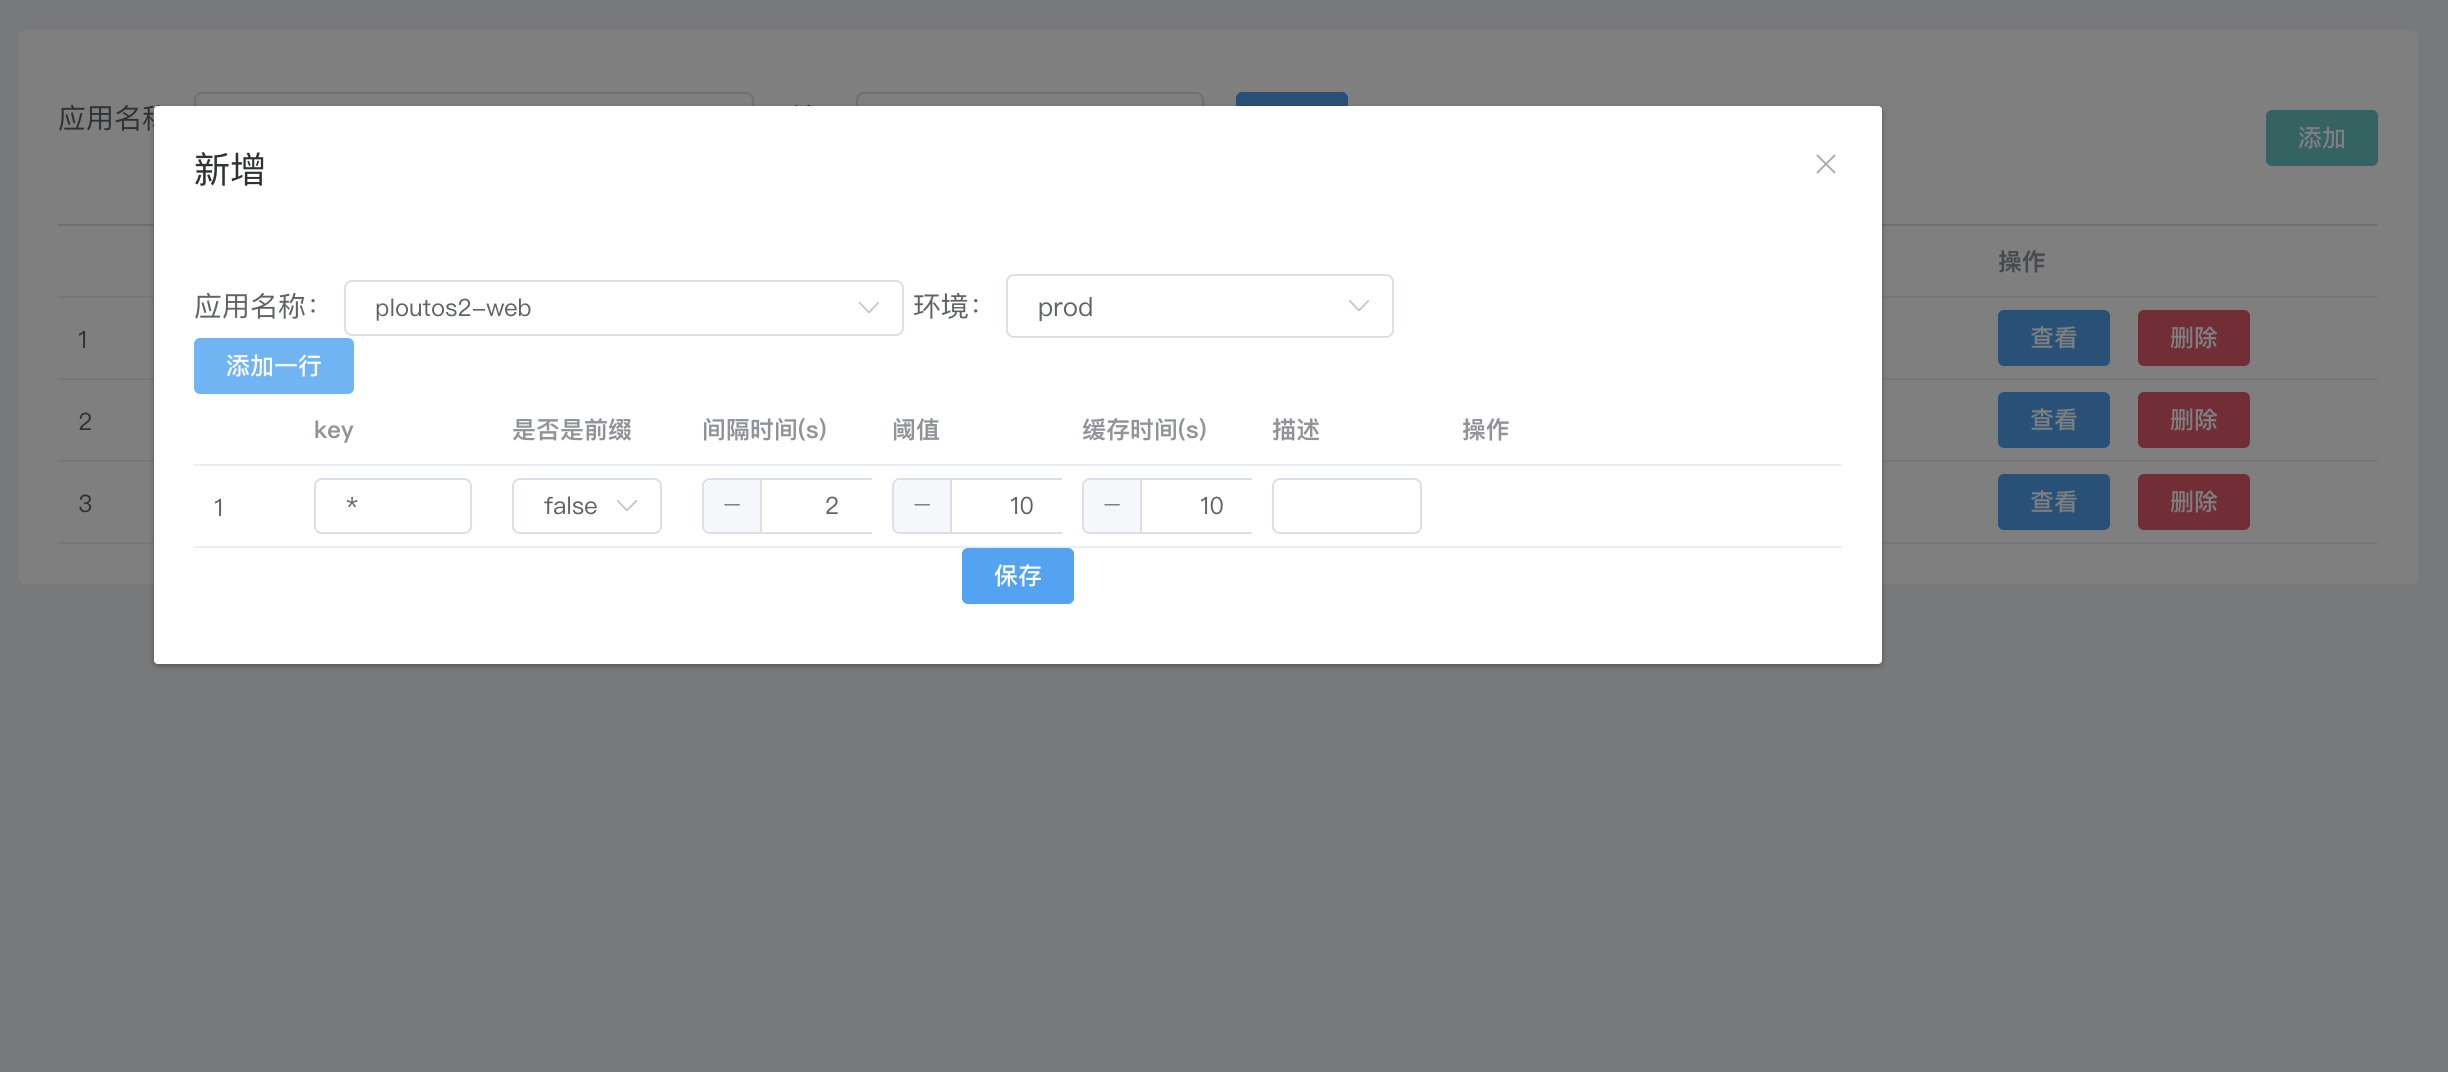 应用名称
添加
新增
操作
应用名称： ploutos2-web 环境： prod
1 查看 删除
添加一行
2 查看 删除
key 是否是前缀 间隔时间(s) 阈值 缓存时间(s) 描述 操作
3 查看 删除
1 * false − 2 − 10 − 10
保存